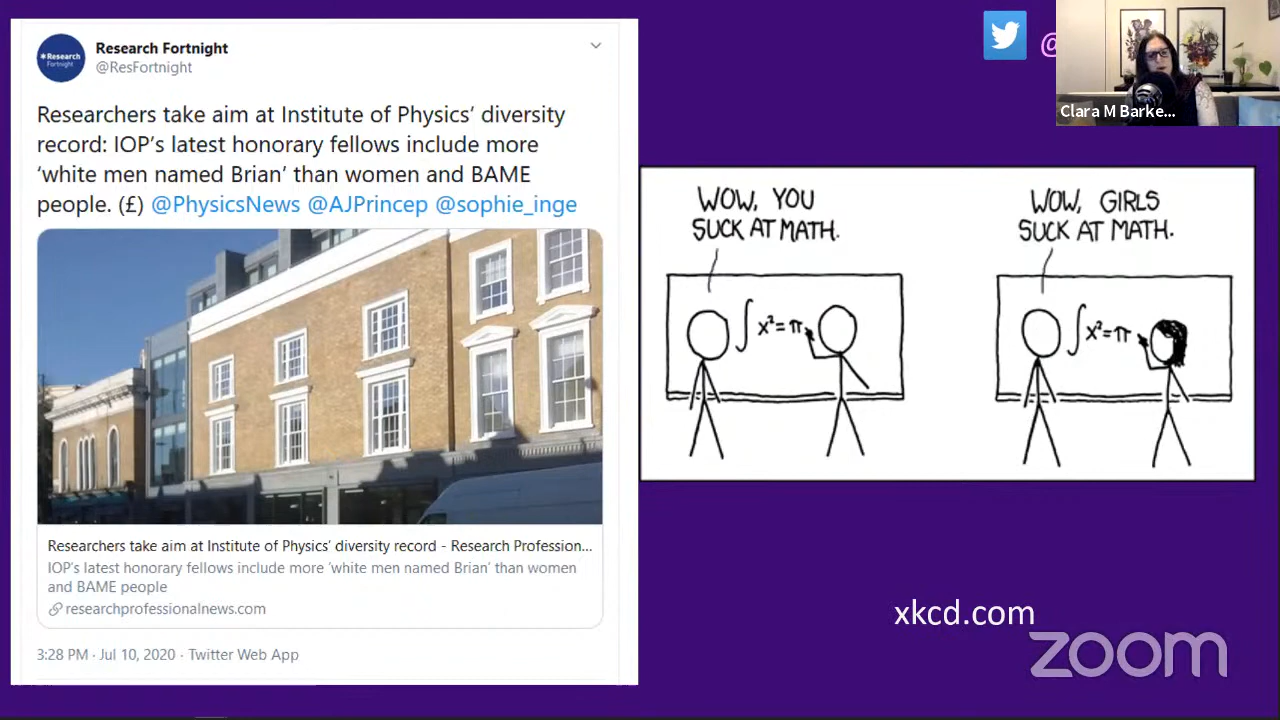 Research Fortnight
@ResFortnight
Researchers take aim at Institute of Physics' diversity
record: IOP's latest honorary fellows include more
'white men named Brian' than women and BAME
people. (£) @PhysicsNews @AJPrincep @sophie_inge
Researchers take aim at Institute of Physics' diversity record - Research Profession...
IOP's latest honorary fellows include more 'white men named Brian' than women
and BAME people
researchprofessionalnews.com
3:28 PM · Jul 10, 2020 · Twitter Web App
*Research
Fortnight
@
Clara M Barke...
WOW, YOU
SUCK AT MATH.
∫x²=π
WOW, GIRLS
SUCK AT MATH.
∫x²=π
xkcd.com
zoom